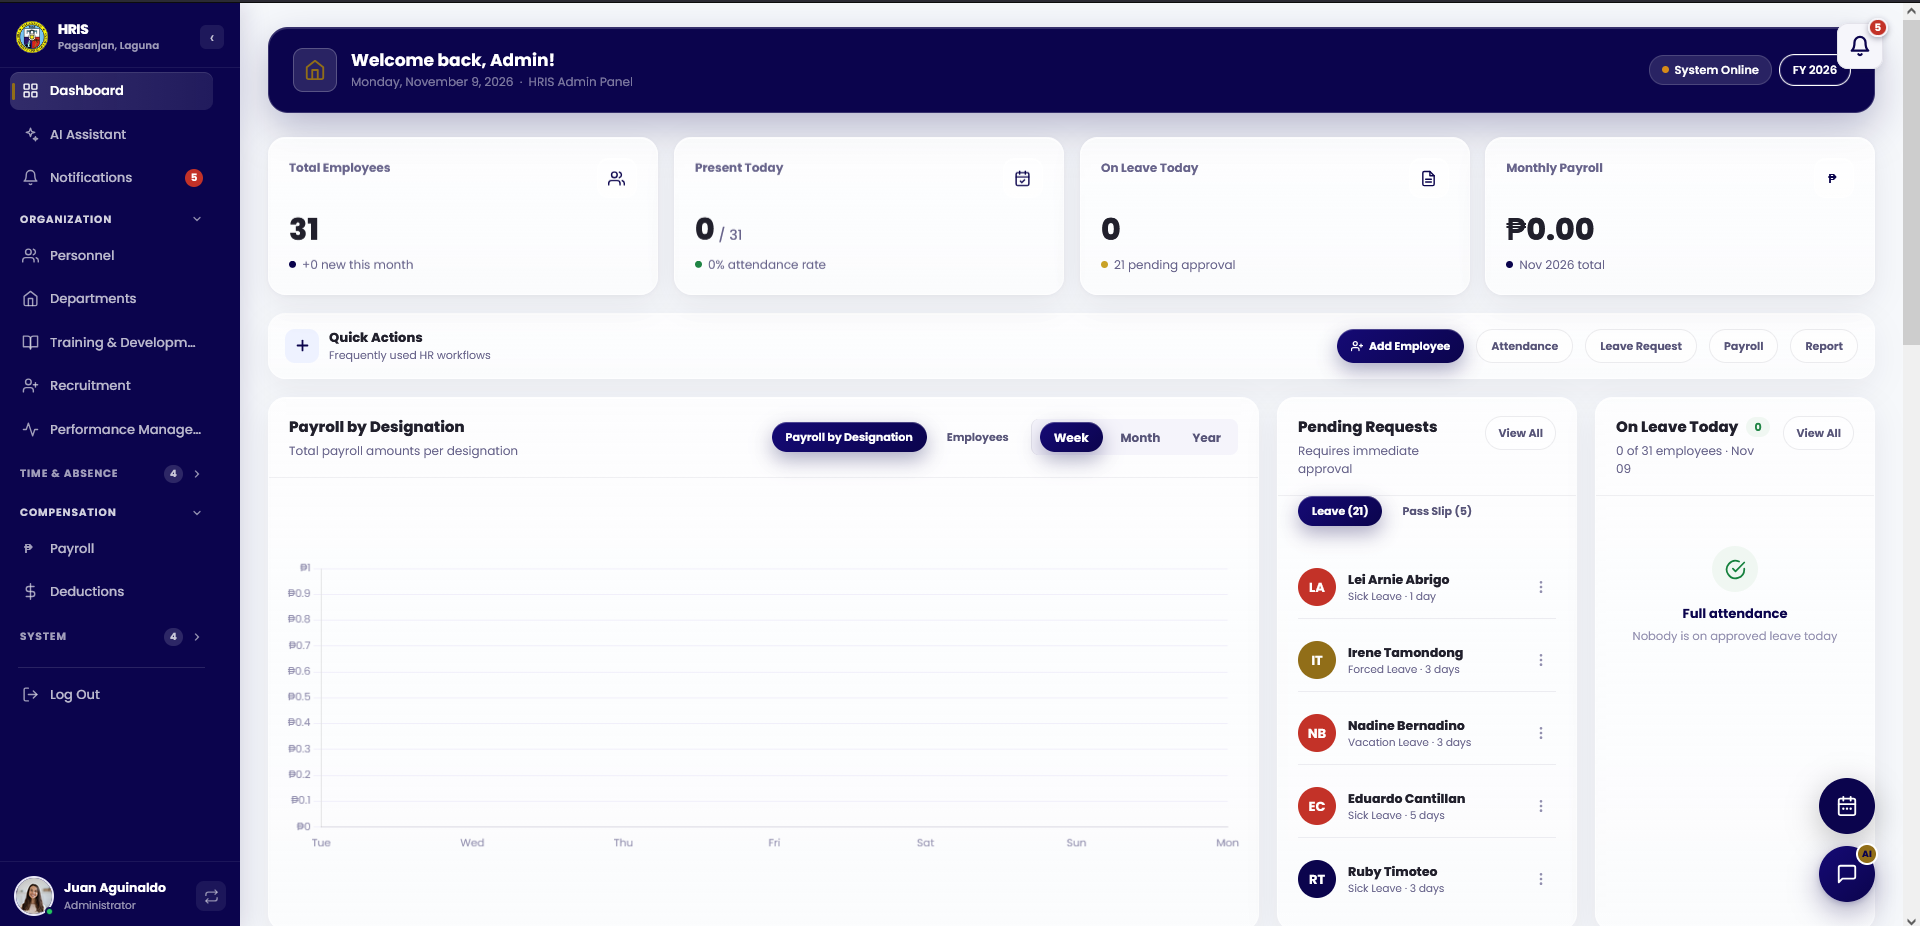 HRIS
Pagsanjan, Laguna
Dashboard
AI Assistant
Notifications
5
ORGANIZATION
Personnel
Departments
Training & Developm...
Recruitment
Performance Manage...
TIME & ABSENCE
4
COMPENSATION
₱ Payroll
Deductions
SYSTEM
4
Log Out
Juan Aguinaldo
Administrator
Welcome back, Admin!
Monday, November 9, 2026 · HRIS Admin Panel
System Online
FY 2026
5
Total Employees
31
+0 new this month
Present Today
0 / 31
0% attendance rate
On Leave Today
0
21 pending approval
Monthly Payroll
₱
₱0.00
Nov 2026 total
Quick Actions
Frequently used HR workflows
Add Employee
Attendance
Leave Request
Payroll
Report
Payroll by Designation
Total payroll amounts per designation
Payroll by Designation
Employees
Week
Month
Year
₱1
₱0.9
₱0.8
₱0.7
₱0.6
₱0.5
₱0.4
₱0.3
₱0.2
₱0.1
₱0
Tue Wed Thu Fri Sat Sun Mon
Pending Requests
Requires immediate
approval
View All
Leave (21)
Pass Slip (5)
LA
Lei Arnie Abrigo
Sick Leave · 1 day
IT
Irene Tamondong
Forced Leave · 3 days
NB
Nadine Bernadino
Vacation Leave · 3 days
EC
Eduardo Cantillan
Sick Leave · 5 days
RT
Ruby Timoteo
Sick Leave · 3 days
On Leave Today
0
0 of 31 employees · Nov
09
View All
Full attendance
Nobody is on approved leave today
AI